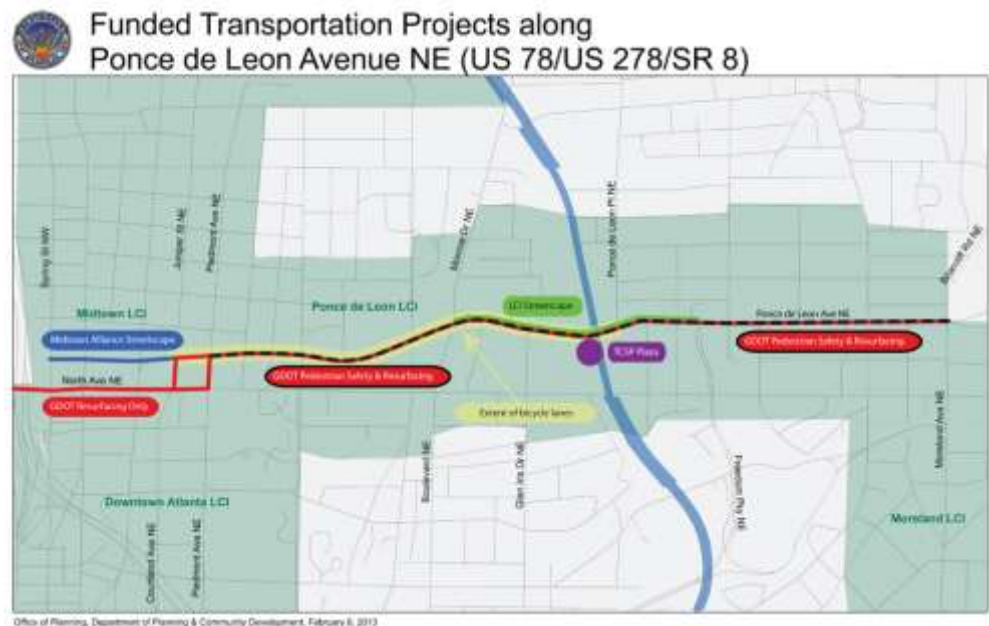 Funded Transportation Projects along
Ponce de Leon Avenue NE (US 78/US 278/SR 8)
Spring St NW
Juniper St NE
Piedmont Ave NE
Monroe Dr NE
Ponce de Leon Pl NE
Briarcliff Rd NE
Midtown LCI
Ponce de Leon LCI
LCI Streetscape
Ponce de Leon Ave NE
Midtown Alliance Streetscape
GDOT Pedestrian Safety & Resurfacing
TCSP Plaza
GDOT Pedestrian Safety & Resurfacing
North Ave NE
GDOT Resurfacing Only
Extent of bicycle lanes
Boulevard NE
Glen Iris Dr NE
Freedom Pky NE
Moreland Ave NE
Downtown Atlanta LCI
Moreland LCI
Courtland Ave NE
Piedmont Ave NE
Office of Planning, Department of Planning & Community Development, February 6, 2013